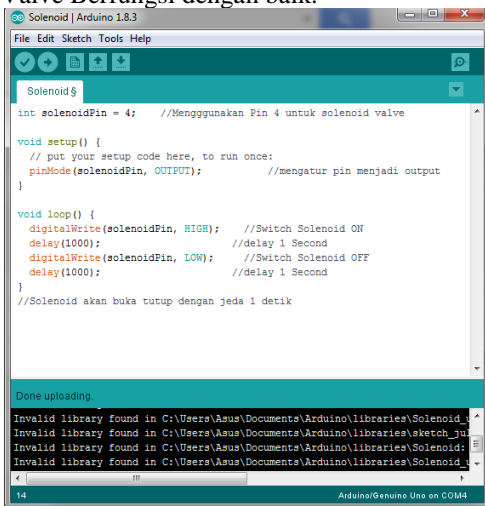 Valve Berfungsi dengan baik.
Solenoid | Arduino 1.8.3
File Edit Sketch Tools Help
Solenoid §
int solenoidPin = 4;    //Mengggunakan Pin 4 untuk solenoid valve
void setup() {
  // put your setup code here, to run once:
  pinMode(solenoidPin, OUTPUT);          //mengatur pin menjadi output
}
void loop() {
  digitalWrite(solenoidPin, HIGH);    //Switch Solenoid ON
  delay(1000);                    //delay 1 Second
  digitalWrite(solenoidPin, LOW);    //Switch Solenoid OFF
  delay(1000);                    //delay 1 Second
}
//Solenoid akan buka tutup dengan jeda 1 detik
Done uploading.
Invalid library found in C:\Users\Asus\Documents\Arduino\libraries\Solenoid_
Invalid library found in C:\Users\Asus\Documents\Arduino\libraries\sketch_jul
Invalid library found in C:\Users\Asus\Documents\Arduino\libraries\Solenoid:
Invalid library found in C:\Users\Asus\Documents\Arduino\libraries\Solenoid_
14
Arduino/Genuino Uno on COM4